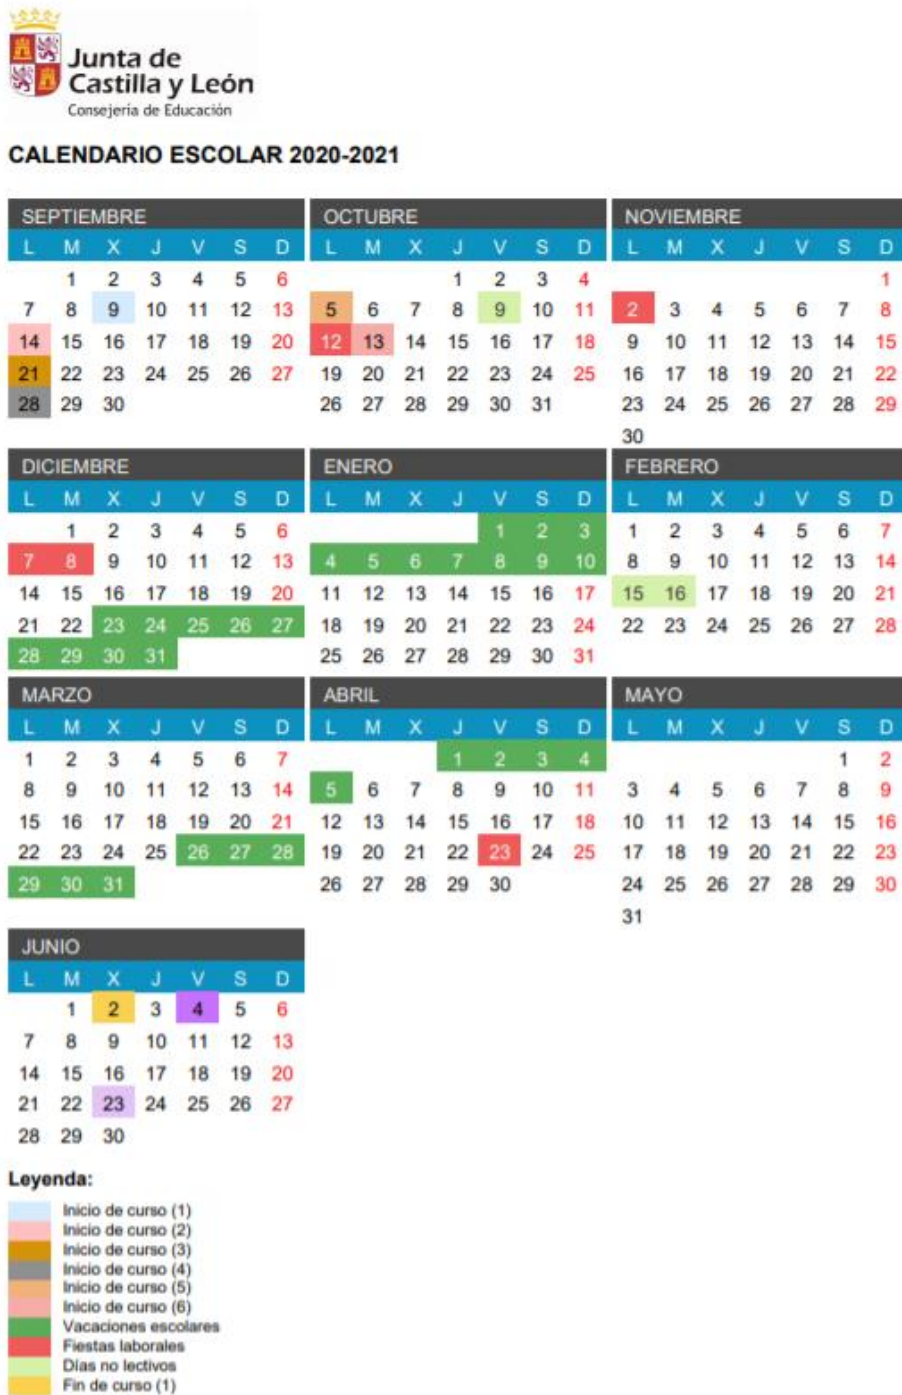 Junta de
Castilla y León
Consejería de Educación
CALENDARIO ESCOLAR 2020-2021
SEPTIEMBRE
L M X J V S D
1 2 3 4 5 6
7 8 9 10 11 12 13
14 15 16 17 18 19 20
21 22 23 24 25 26 27
28 29 30
OCTUBRE
L M X J V S D
1 2 3 4
5 6 7 8 9 10 11
12 13 14 15 16 17 18
19 20 21 22 23 24 25
26 27 28 29 30 31
NOVIEMBRE
L M X J V S D
1
2 3 4 5 6 7 8
9 10 11 12 13 14 15
16 17 18 19 20 21 22
23 24 25 26 27 28 29
30
DICIEMBRE
L M X J V S D
1 2 3 4 5 6
7 8 9 10 11 12 13
14 15 16 17 18 19 20
21 22 23 24 25 26 27
28 29 30 31
ENERO
L M X J V S D
1 2 3
4 5 6 7 8 9 10
11 12 13 14 15 16 17
18 19 20 21 22 23 24
25 26 27 28 29 30 31
FEBRERO
L M X J V S D
1 2 3 4 5 6 7
8 9 10 11 12 13 14
15 16 17 18 19 20 21
22 23 24 25 26 27 28
MARZO
L M X J V S D
1 2 3 4 5 6 7
8 9 10 11 12 13 14
15 16 17 18 19 20 21
22 23 24 25 26 27 28
29 30 31
ABRIL
L M X J V S D
1 2 3 4
5 6 7 8 9 10 11
12 13 14 15 16 17 18
19 20 21 22 23 24 25
26 27 28 29 30
MAYO
L M X J V S D
1 2
3 4 5 6 7 8 9
10 11 12 13 14 15 16
17 18 19 20 21 22 23
24 25 26 27 28 29 30
31
JUNIO
L M X J V S D
1 2 3 4 5 6
7 8 9 10 11 12 13
14 15 16 17 18 19 20
21 22 23 24 25 26 27
28 29 30
Leyenda:
Inicio de curso (1)
Inicio de curso (2)
Inicio de curso (3)
Inicio de curso (4)
Inicio de curso (5)
Inicio de curso (6)
Vacaciones escolares
Fiestas laborales
Días no lectivos
Fin de curso (1)